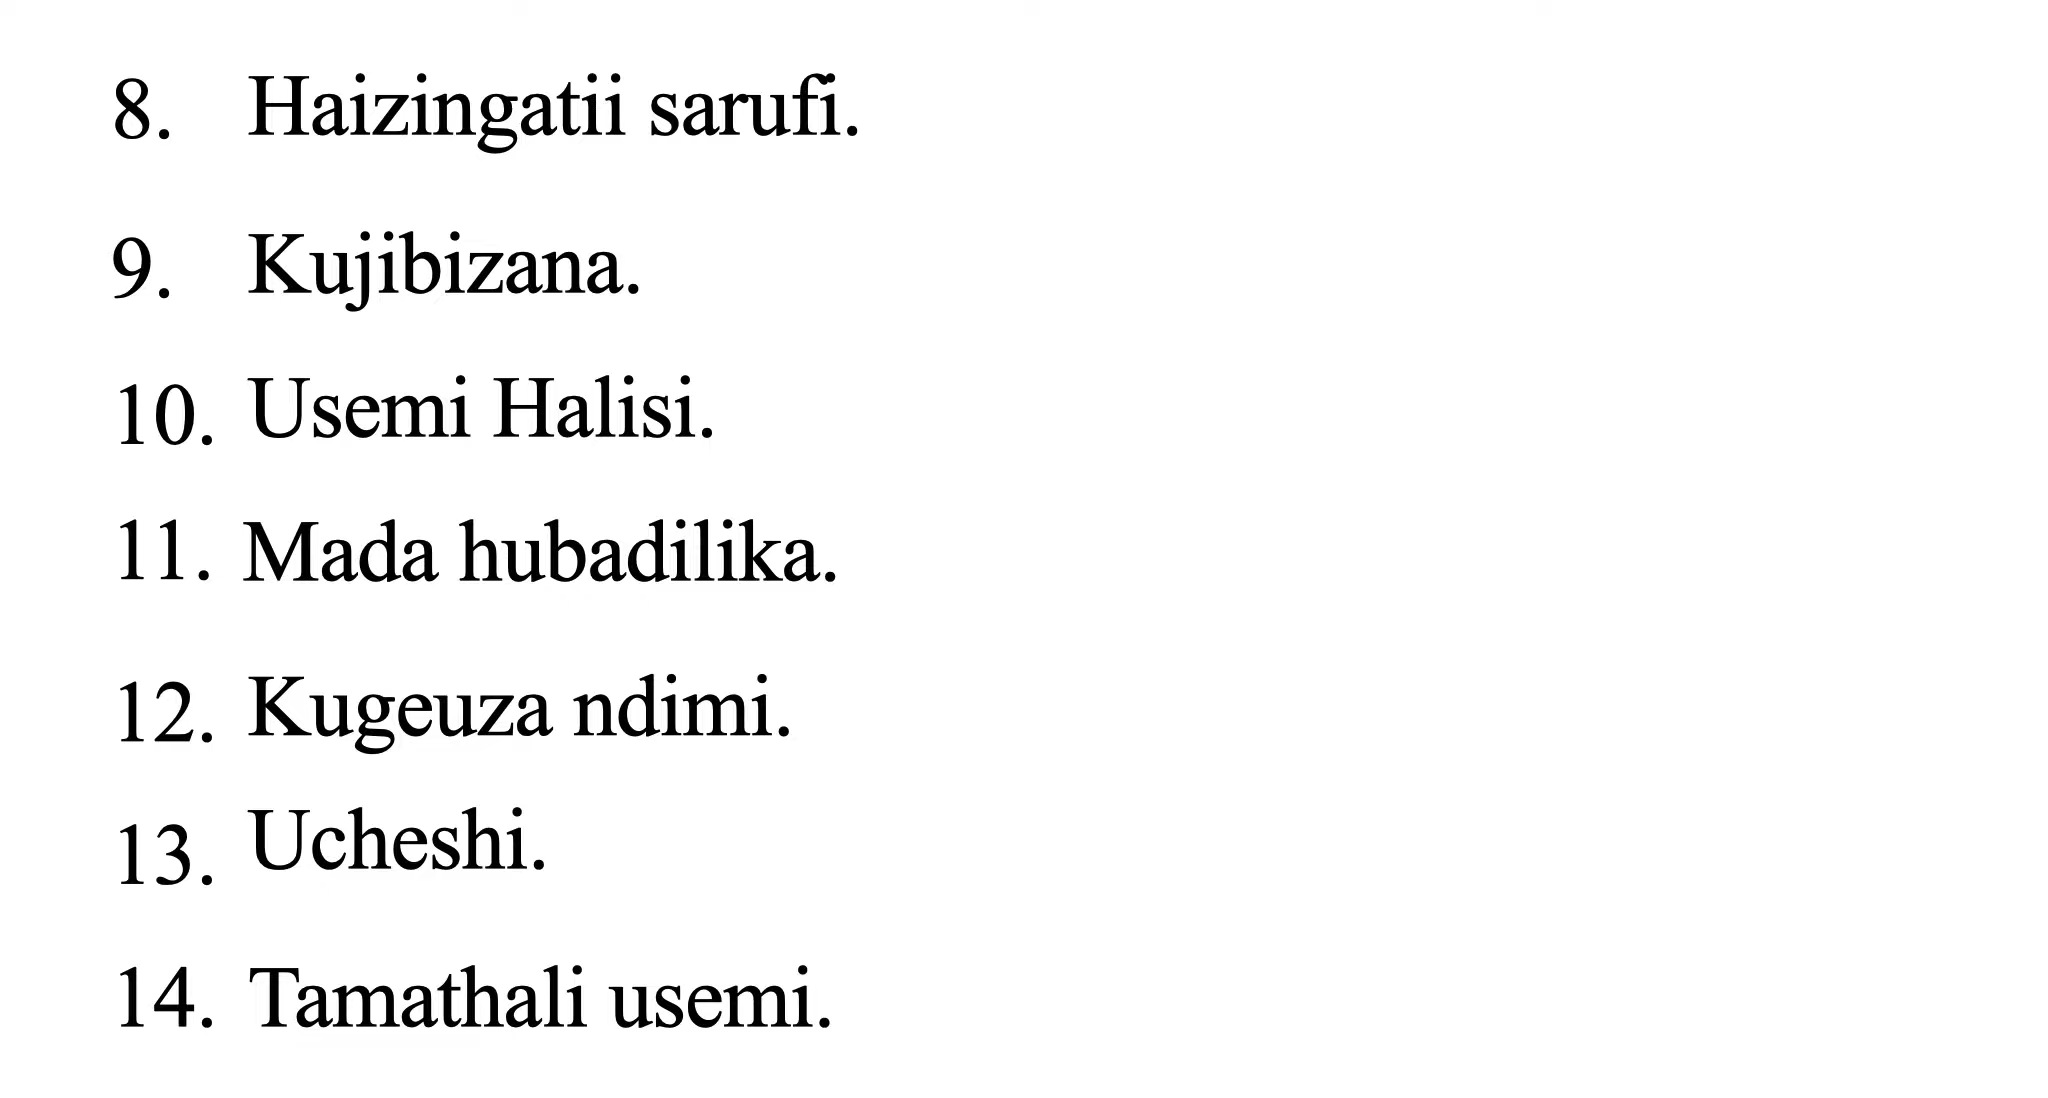 8. Haizingatii sarufi.
9. Kujibizana.
10. Usemi Halisi.
11. Mada hubadilika.
12. Kugeuza ndimi.
13. Ucheshi.
14. Tamathali usemi.